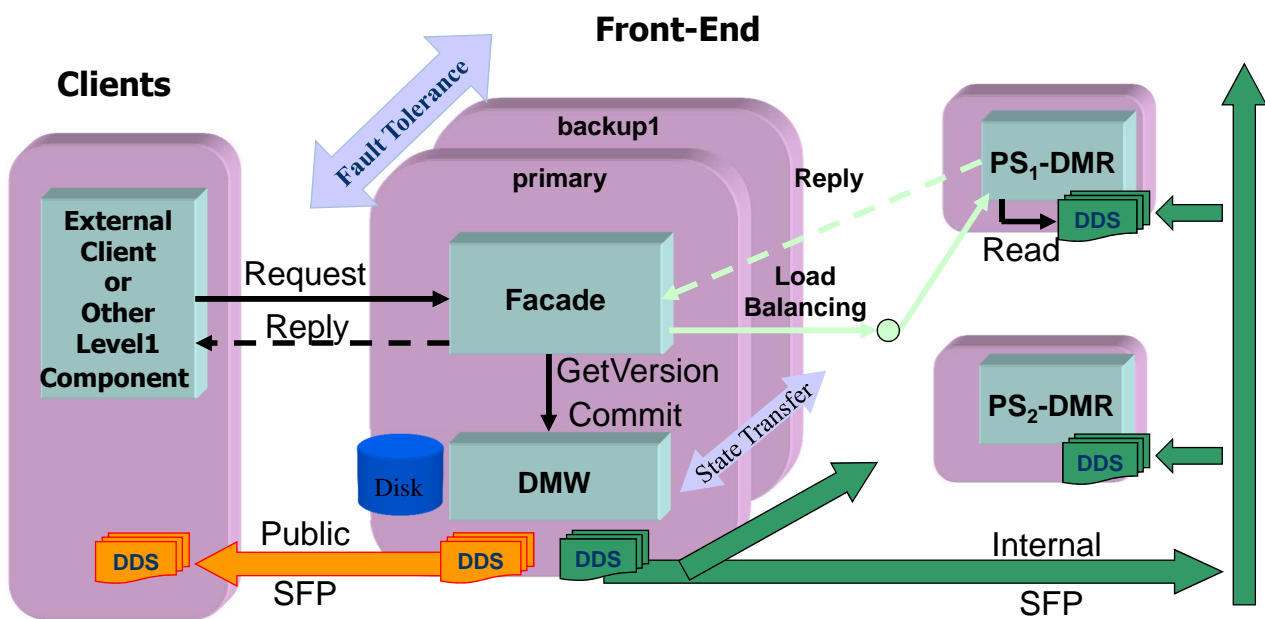 Front-End
Clients
Fault Tolerance
backup1
primary
External
Client
or
Other
Level1
Component
Request
Reply
Facade
GetVersion
Commit
DMW
Disk
State Transfer
Reply
Load
Balancing
PS₁-DMR
DDS
Read
PS₂-DMR
DDS
DDS
Public
SFP
DDS
DDS
Internal
SFP